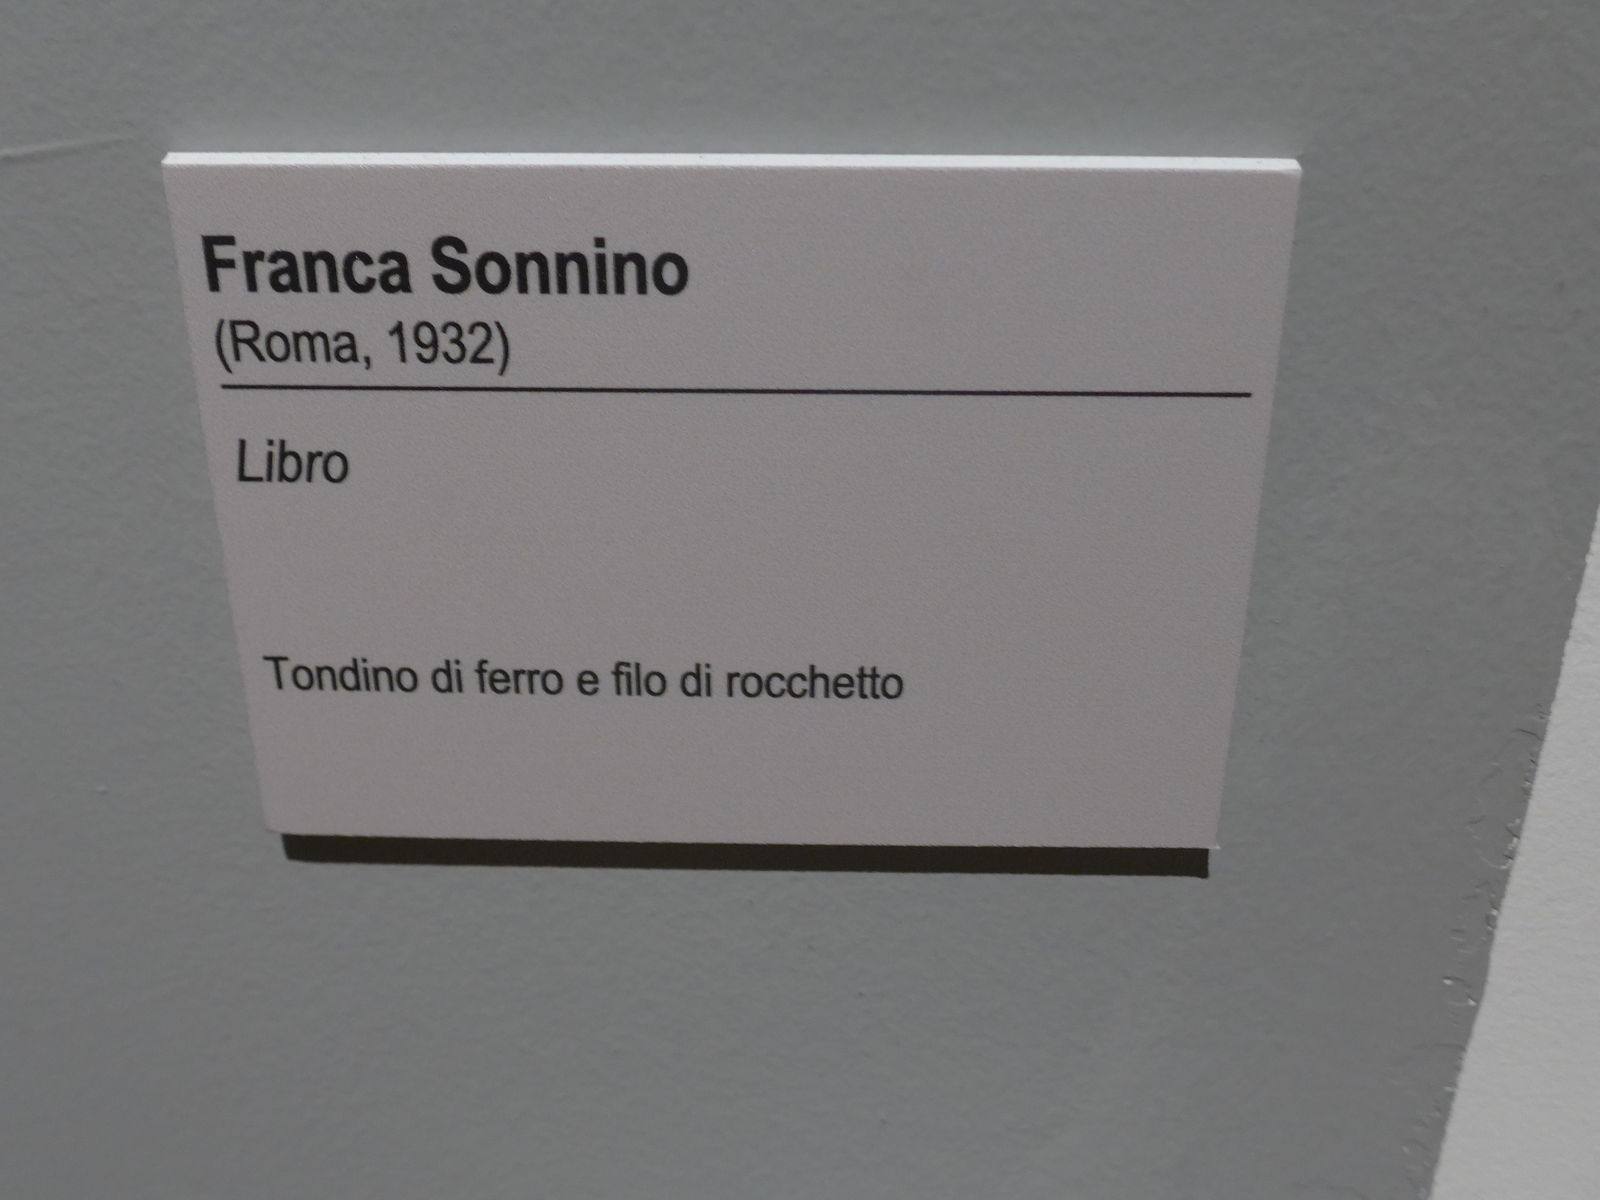 Franca Sonnino
(Roma, 1932)
Libro
Tondino di ferro e filo di rocchetto